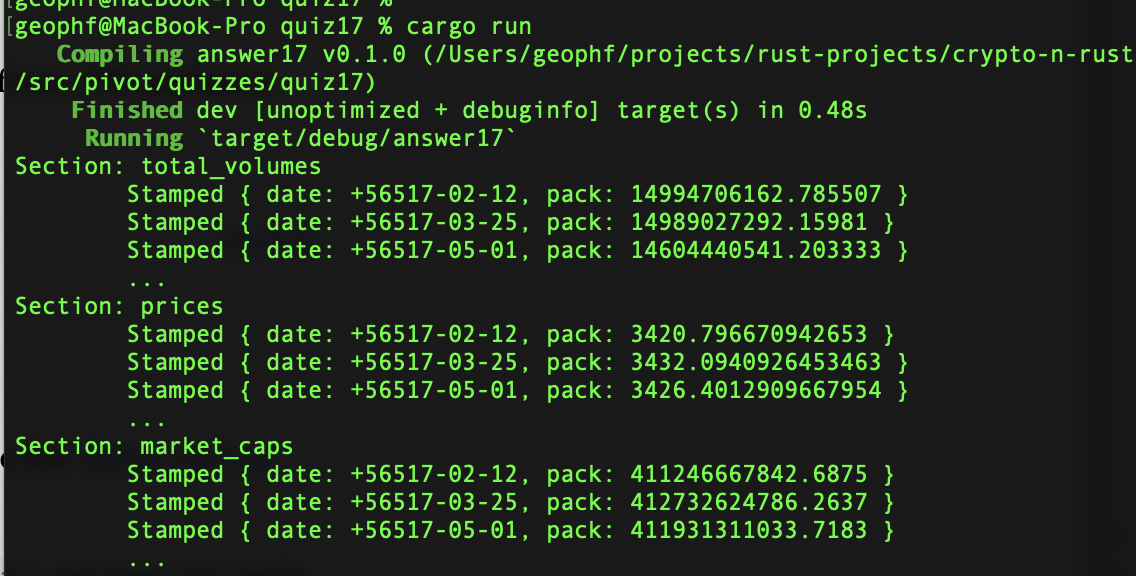 [geophf@MacBook-Pro quiz17 %
[geophf@MacBook-Pro quiz17 % cargo run
Compiling answer17 v0.1.0 (/Users/geophf/projects/rust-projects/crypto-n-rust
/src/pivot/quizzes/quiz17)
Finished dev [unoptimized + debuginfo] target(s) in 0.48s
Running `target/debug/answer17`
Section: total_volumes
Stamped { date: +56517-02-12, pack: 14994706162.785507 }
Stamped { date: +56517-03-25, pack: 14989027292.15981 }
Stamped { date: +56517-05-01, pack: 14604440541.203333 }
...
Section: prices
Stamped { date: +56517-02-12, pack: 3420.796670942653 }
Stamped { date: +56517-03-25, pack: 3432.0940926453463 }
Stamped { date: +56517-05-01, pack: 3426.4012909667954 }
...
Section: market_caps
Stamped { date: +56517-02-12, pack: 411246667842.6875 }
Stamped { date: +56517-03-25, pack: 412732624786.2637 }
Stamped { date: +56517-05-01, pack: 411931311033.7183 }
...